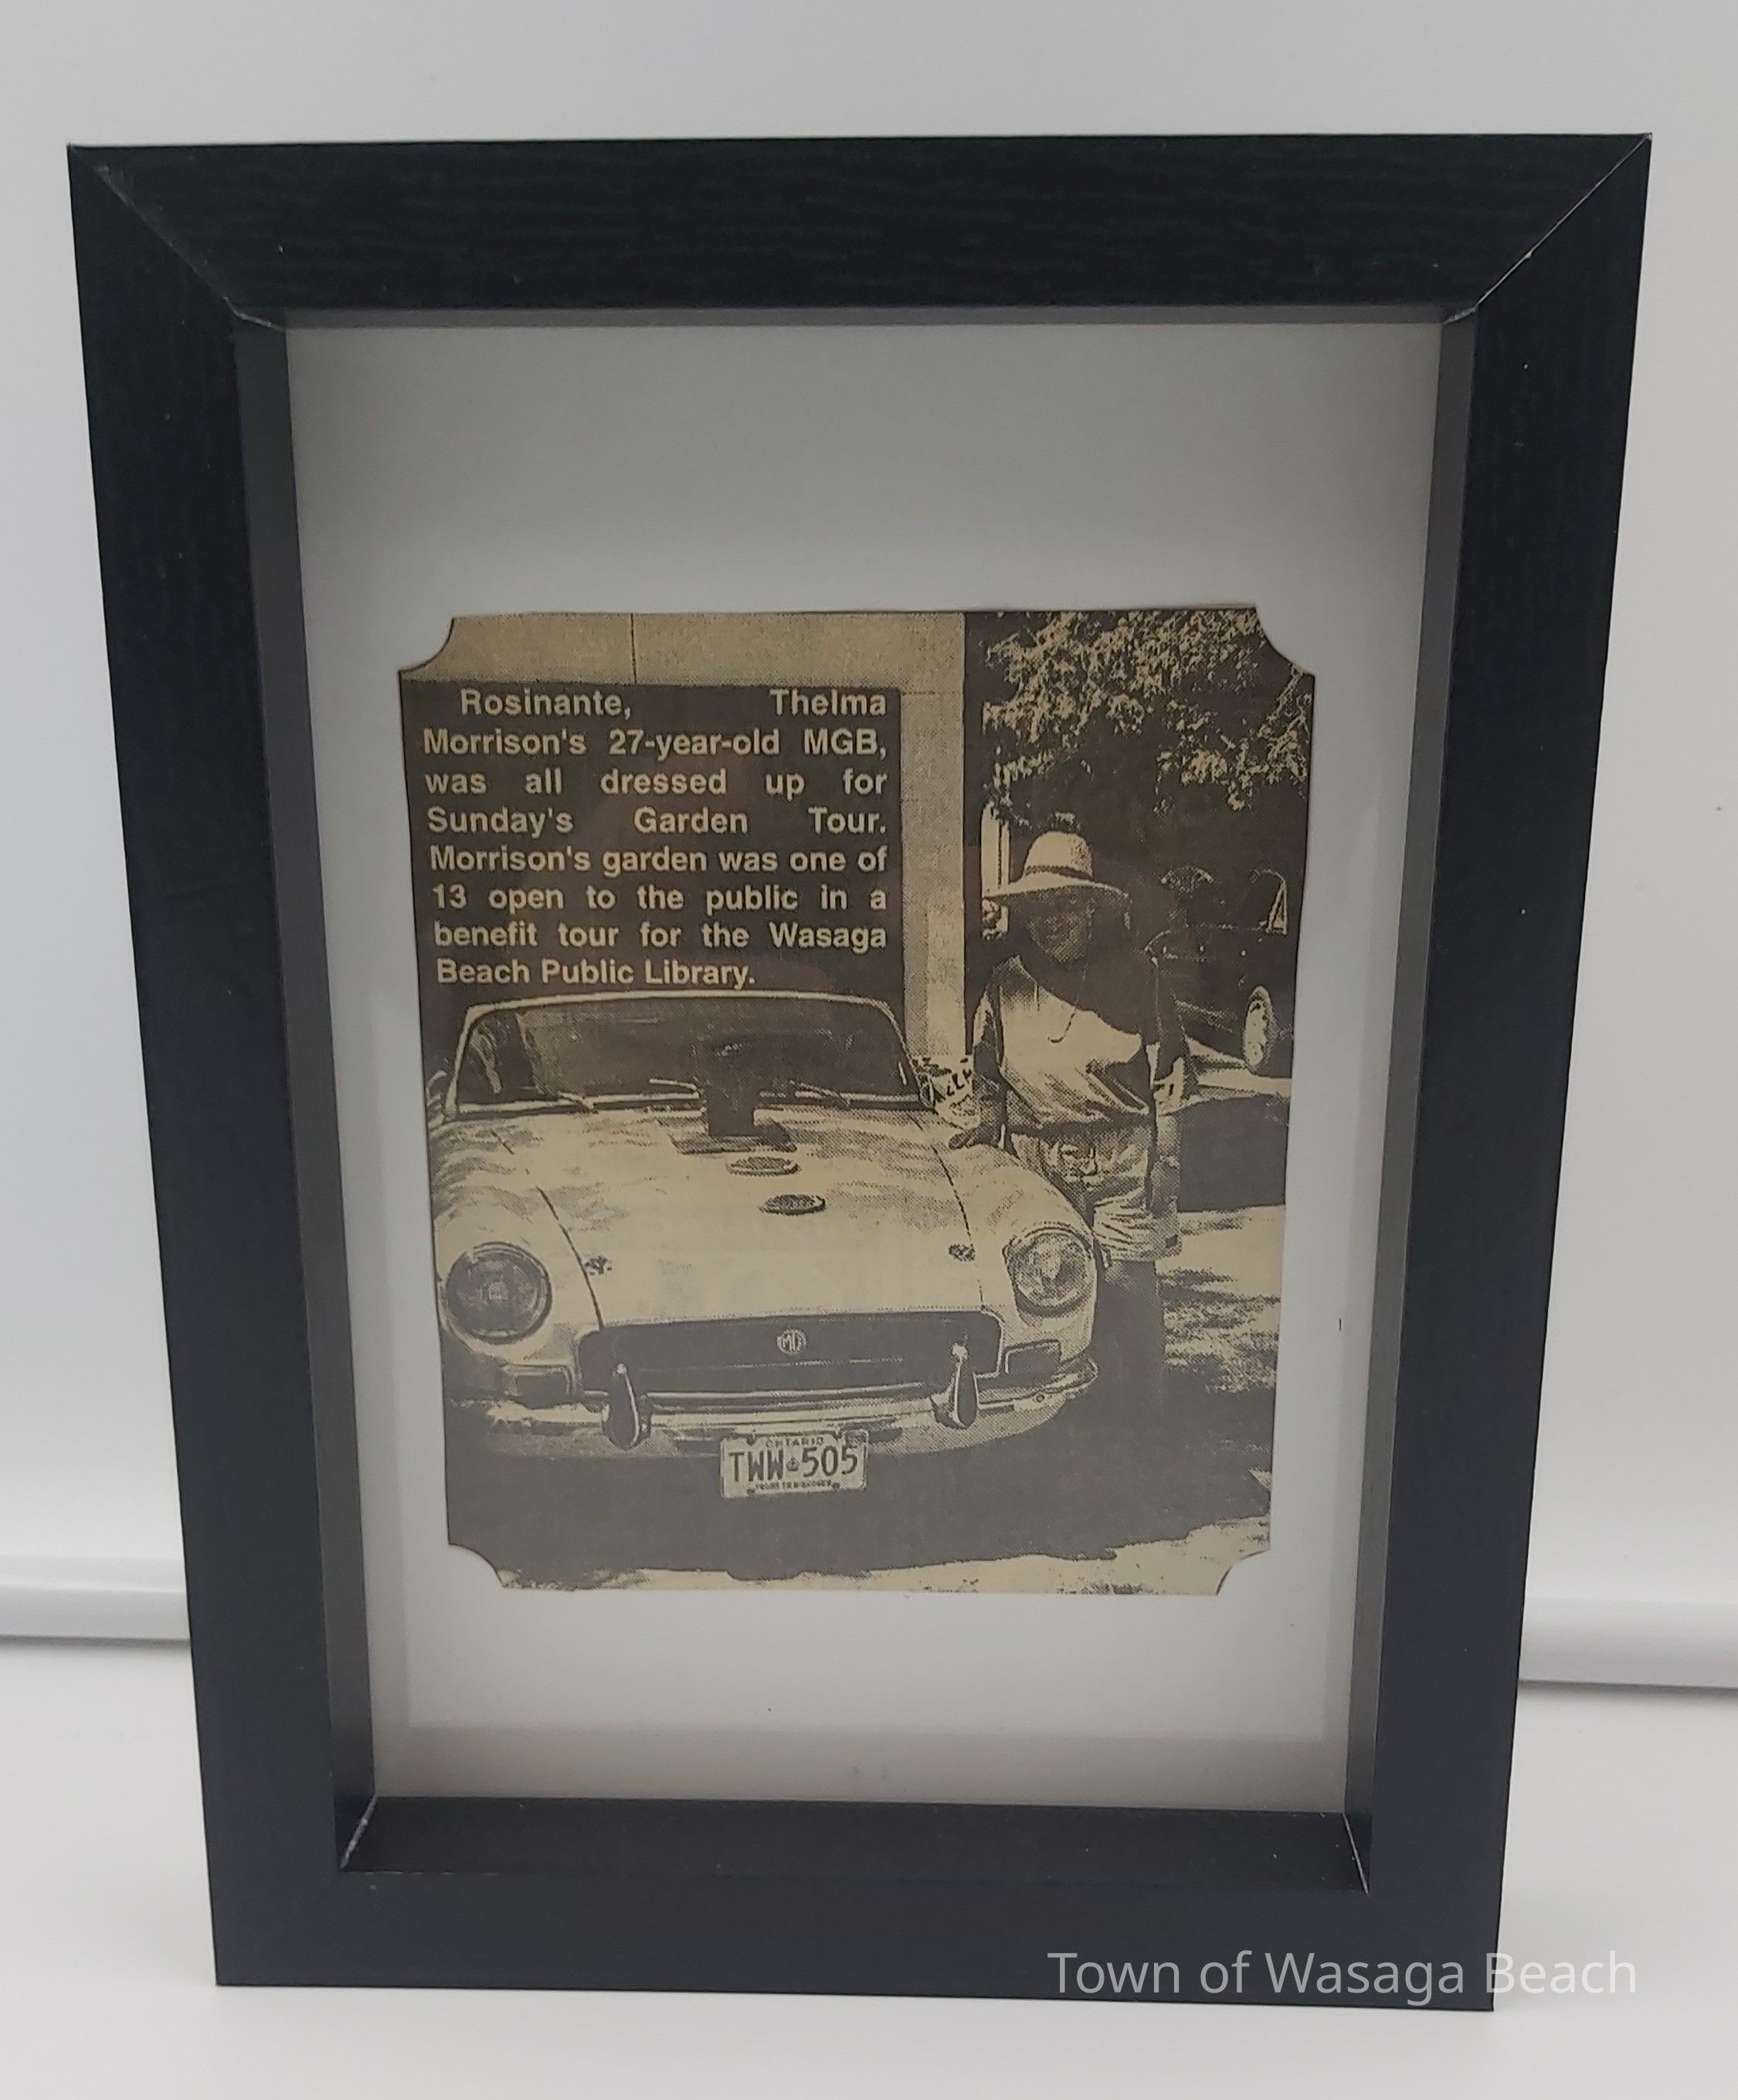 Rosinante, Thelma
Morrison's 27-year-old MGB,
was all dressed up for
Sunday's Garden Tour.
Morrison's garden was one of
13 open to the public in a
benefit tour for the Wasaga
Beach Public Library.
MG
ONTARIO
TWW 505
Town of Wasaga Beach